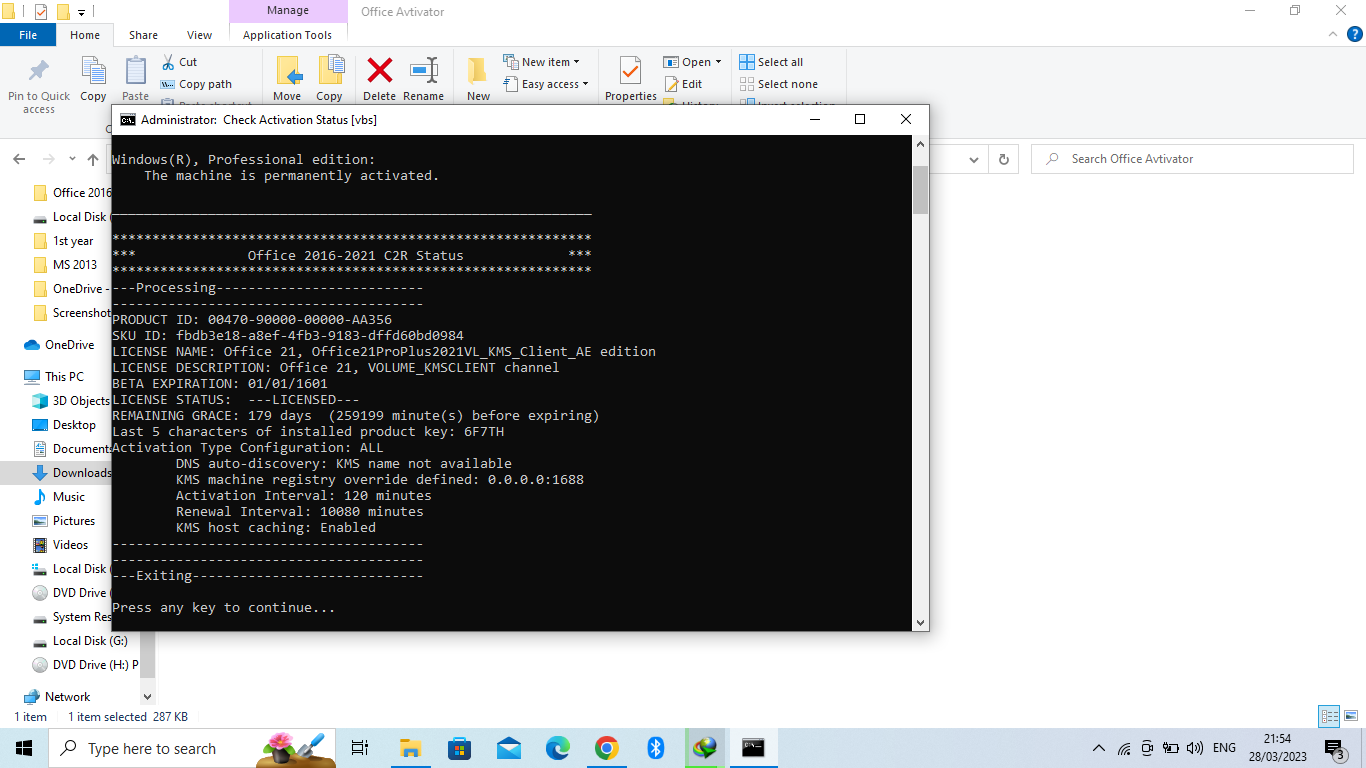 Manage
Office Avtivator
File
Home
Share
View
Application Tools
Pin to Quick
access
Copy
Paste
Cut
Copy path
Move
Copy
Delete
Rename
New
New item
Easy access
Properties
Open
Edit
History
Select all
Select none
Invert selection
Administrator:  Check Activation Status [vbs]
Search Office Avtivator
Windows(R), Professional edition:
The machine is permanently activated.
____________________________________________________________
************************************************************
***              Office 2016-2021 C2R Status             ***
************************************************************
---Processing--------------------------
---------------------------------------
PRODUCT ID: 00470-90000-00000-AA356
SKU ID: fbdb3e18-a8ef-4fb3-9183-dffd60bd0984
LICENSE NAME: Office 21, Office21ProPlus2021VL_KMS_Client_AE edition
LICENSE DESCRIPTION: Office 21, VOLUME_KMSCLIENT channel
BETA EXPIRATION: 01/01/1601
LICENSE STATUS:  ---LICENSED---
REMAINING GRACE: 179 days  (259199 minute(s) before expiring)
Last 5 characters of installed product key: 6F7TH
Activation Type Configuration: ALL
DNS auto-discovery: KMS name not available
KMS machine registry override defined: 0.0.0.0:1688
Activation Interval: 120 minutes
Renewal Interval: 10080 minutes
KMS host caching: Enabled
---------------------------------------
---------------------------------------
---Exiting-----------------------------
Press any key to continue...
Office 2016
Local Disk (
1st year
MS 2013
OneDrive -
Screenshot
OneDrive
This PC
3D Objects
Desktop
Documents
Downloads
Music
Pictures
Videos
Local Disk (
DVD Drive (
System Res
Local Disk (G:)
DVD Drive (H:) P
Network
1 item
1 item selected  287 KB
Type here to search
ENG
21:54
28/03/2023
3